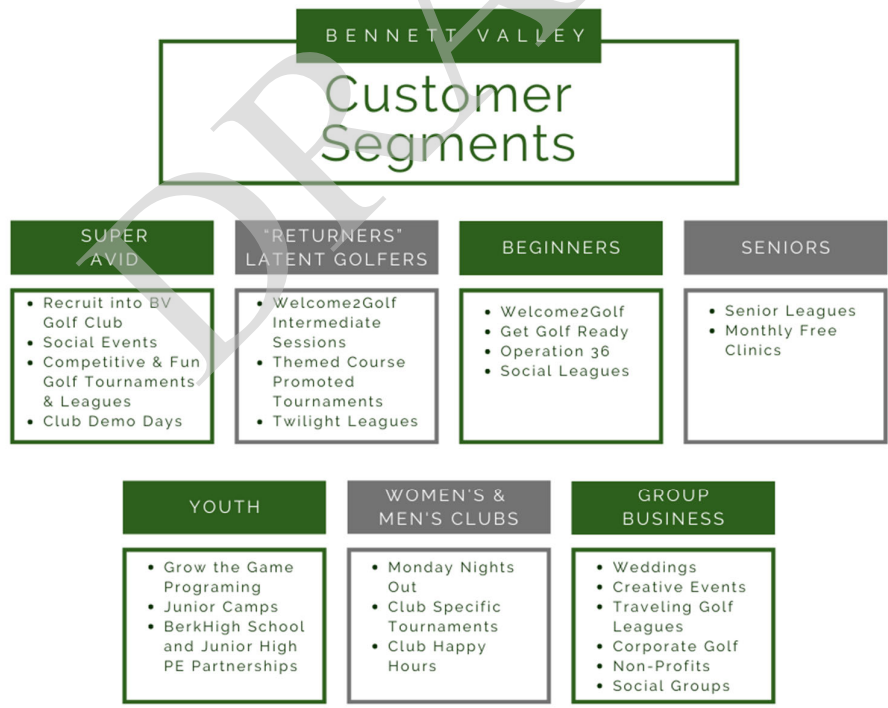 BENNETT VALLEY
Customer
Segments
SUPER
AVID
• Recruit into BV
Golf Club
• Social Events
• Competitive & Fun
Golf Tournaments
& Leagues
• Club Demo Days
"RETURNERS"
LATENT GOLFERS
• Welcome2Golf
Intermediate
Sessions
• Themed Course
Promoted
Tournaments
• Twilight Leagues
BEGINNERS
• Welcome2Golf
• Get Golf Ready
• Operation 36
• Social Leagues
SENIORS
• Senior Leagues
• Monthly Free
Clinics
YOUTH
• Grow the Game
Programing
• Junior Camps
• BerkHigh School
and Junior High
PE Partnerships
WOMEN'S &
MEN'S CLUBS
• Monday Nights
Out
• Club Specific
Tournaments
• Club Happy
Hours
GROUP
BUSINESS
• Weddings
• Creative Events
• Traveling Golf
Leagues
• Corporate Golf
• Non-Profits
• Social Groups
DRA